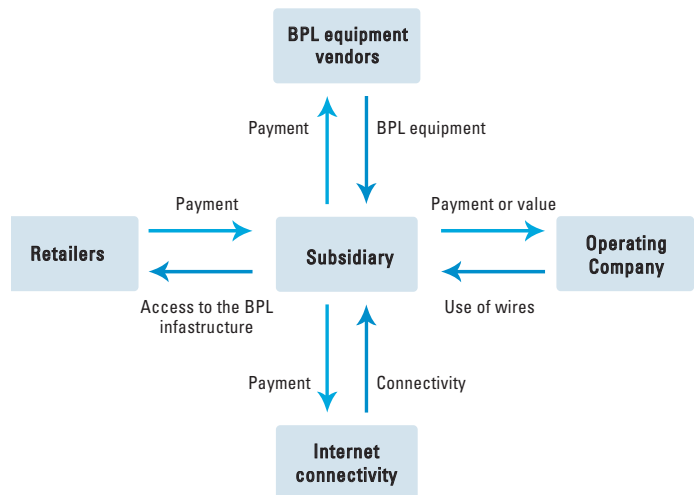 BPL equipment
vendors
Payment
BPL equipment
Payment
Payment or value
Retailers
Subsidiary
Operating
Company
Access to the BPL
infastructure
Use of wires
Payment
Connectivity
Internet
connectivity